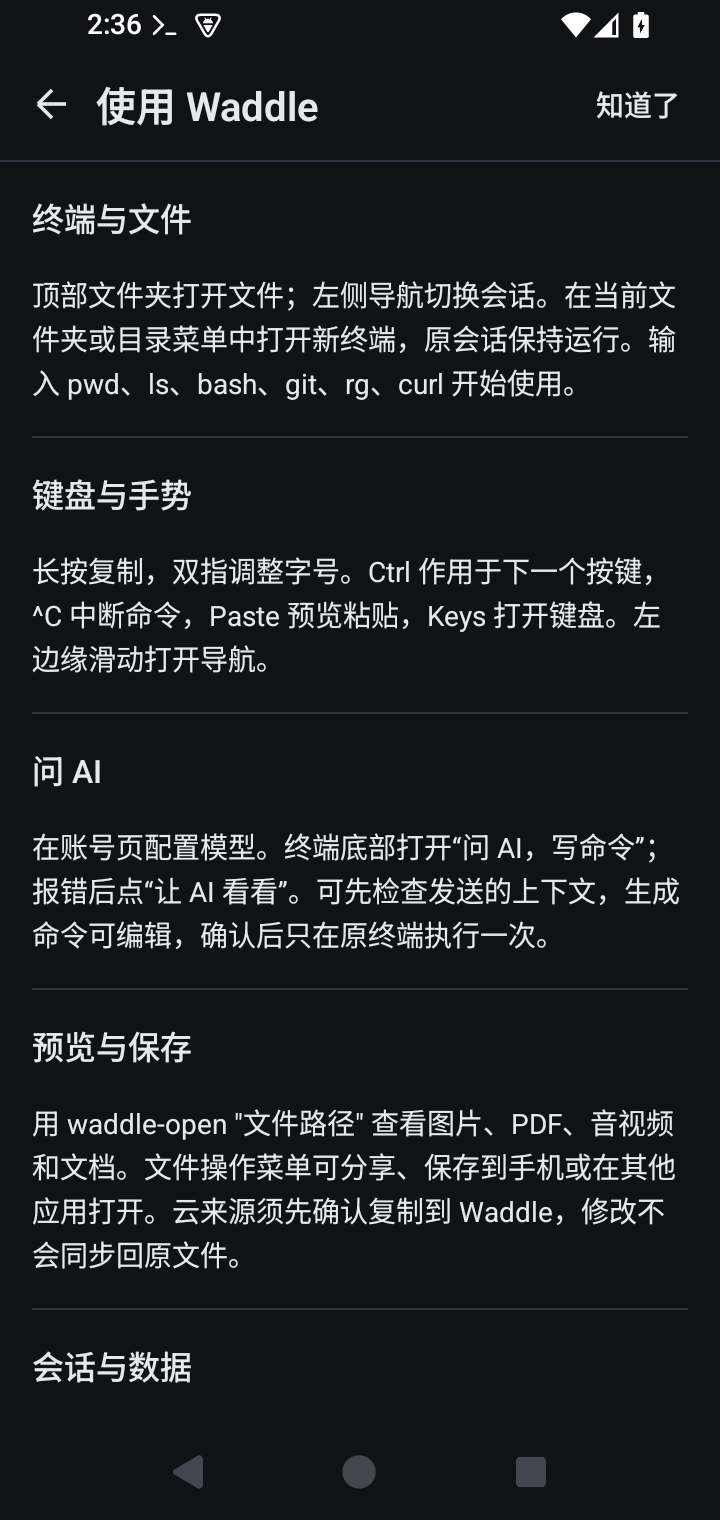 2:36
使用 Waddle
知道了
终端与文件
顶部文件夹打开文件；左侧导航切换会话。在当前文
件夹或目录菜单中打开新终端，原会话保持运行。输
入 pwd、ls、bash、git、rg、curl 开始使用。
键盘与手势
长按复制，双指调整字号。Ctrl 作用于下一个按键，
^C 中断命令，Paste 预览粘贴，Keys 打开键盘。左
边缘滑动打开导航。
问 AI
在账号页配置模型。终端底部打开“问 AI，写命令”；
报错后点“让 AI 看看”。可先检查发送的上下文，生成
命令可编辑，确认后只在原终端执行一次。
预览与保存
用 waddle-open "文件路径" 查看图片、PDF、音视频
和文档。文件操作菜单可分享、保存到手机或在其他
应用打开。云来源须先确认复制到 Waddle，修改不
会同步回原文件。
会话与数据